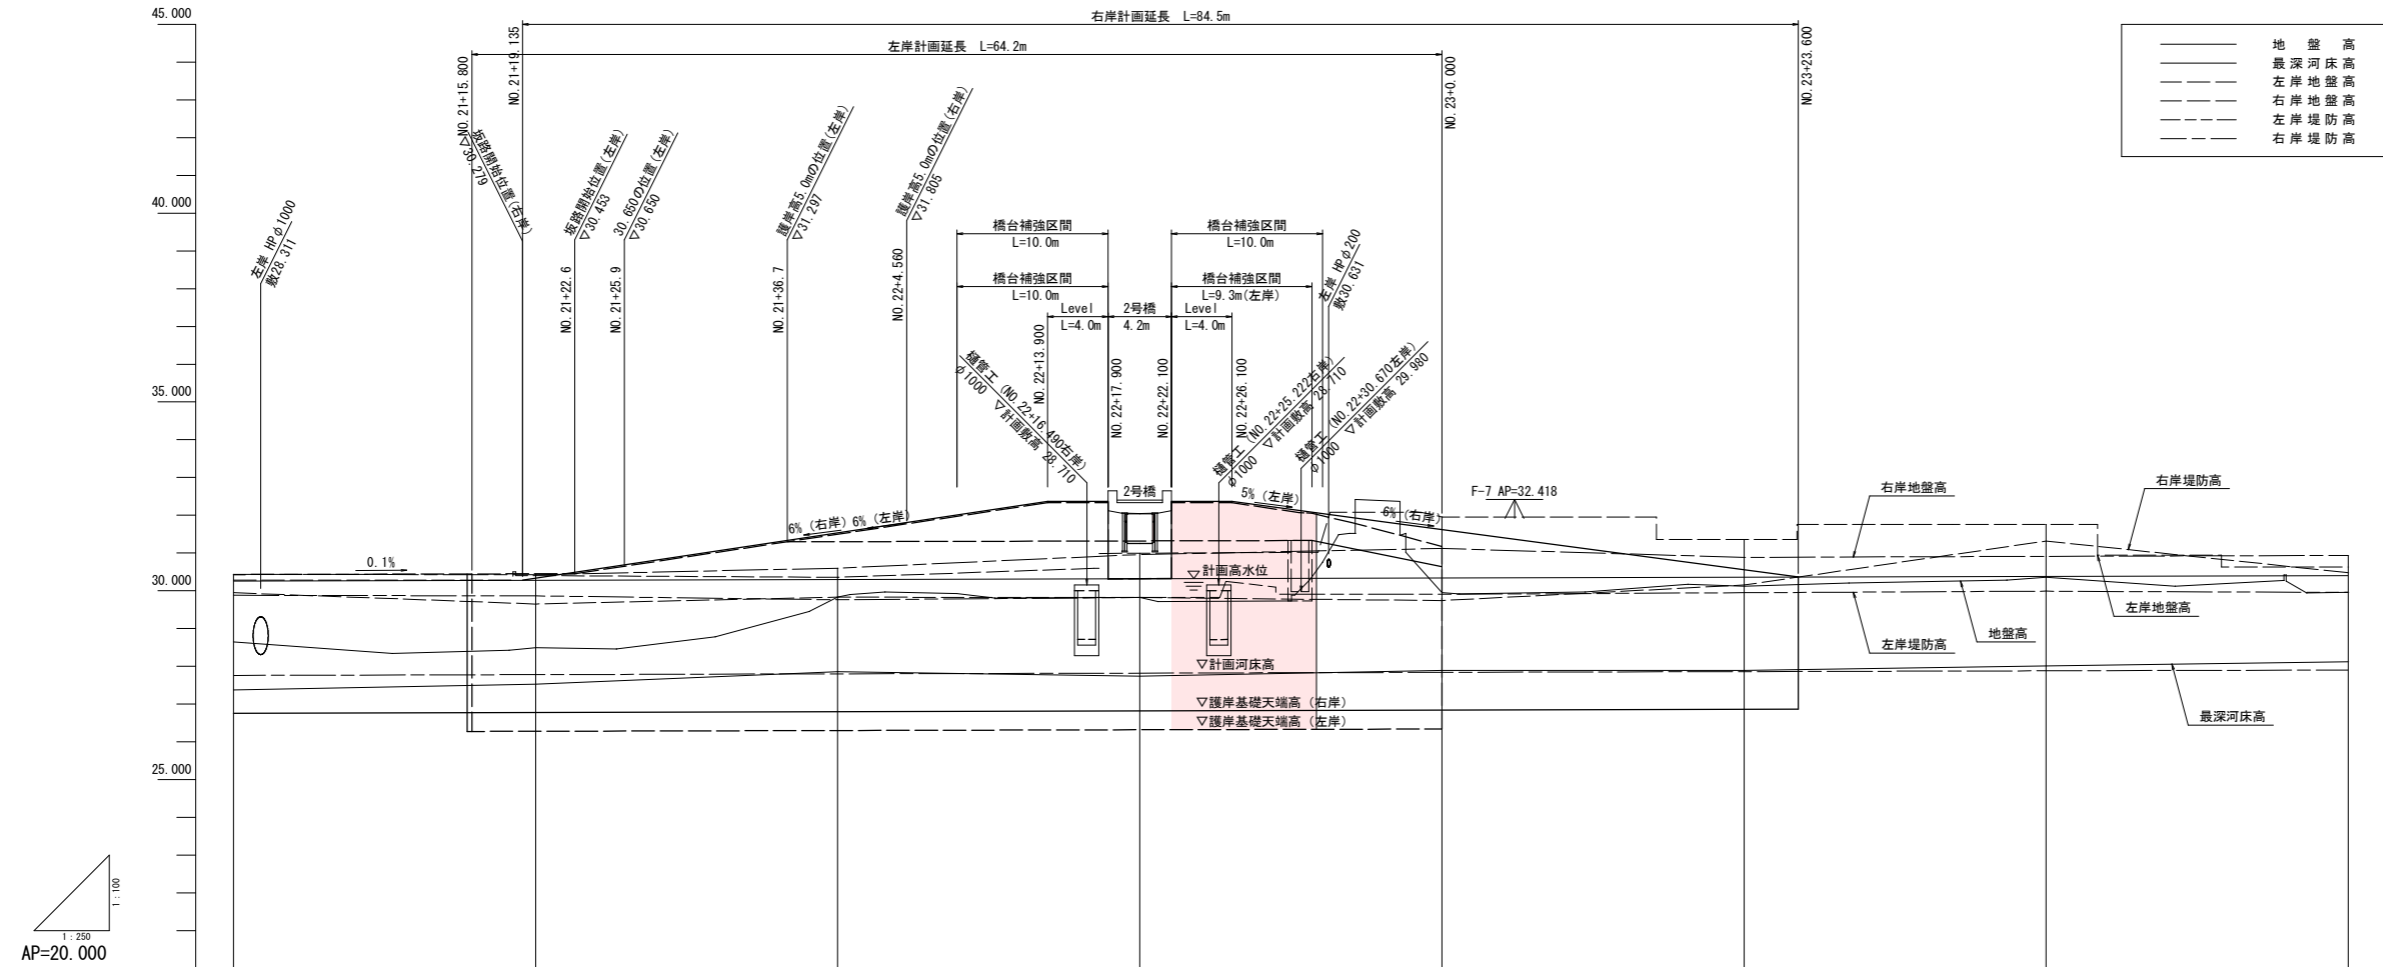 45.000
40.000
35.000
30.000
25.000
AP=20.000
1:250
1:100
右岸計画延長 L=84.5m
左岸計画延長 L=64.2m
NO.21+15.800
NO.21+19.135
NO.23+0.000
NO.23+23.600
地盤高
最深河床高
左岸地盤高
右岸地盤高
左岸堤防高
右岸堤防高
左岸 HPφ1000
敷28.311
坂路開始位置(右岸)
▽30.279
坂路開始位置(左岸)
▽30.453
30.650の位置(左岸)
▽30.650
護岸高5.0mの位置(左岸)
▽31.297
護岸高5.0mの位置(右岸)
▽31.805
NO.21+22.6
NO.21+25.9
NO.21+36.7
NO.22+4.560
橋台補強区間
L=10.0m
橋台補強区間
L=10.0m
橋台補強区間
L=10.0m
橋台補強区間
L=9.3m(左岸)
Level
L=4.0m
2号橋
4.2m
Level
L=4.0m
左岸 HPφ200
敷30.631
NO.22+13.900
NO.22+17.900
NO.22+22.100
NO.22+26.100
樋管工 (NO.22+16.490右岸)
φ1000 ▽計画敷高 28.710
樋管工 (NO.22+25.222右岸)
φ1000 ▽計画敷高 28.710
樋管工 (NO.22+30.670左岸)
φ1000 ▽計画敷高 29.980
2号橋
5% (左岸)
6% (右岸)
6% (右岸) 6% (左岸)
F-7 AP=32.418
右岸地盤高
右岸堤防高
0.1%
▽計画高水位
左岸地盤高
地盤高
左岸堤防高
▽計画河床高
▽護岸基礎天端高(右岸)
▽護岸基礎天端高(左岸)
最深河床高